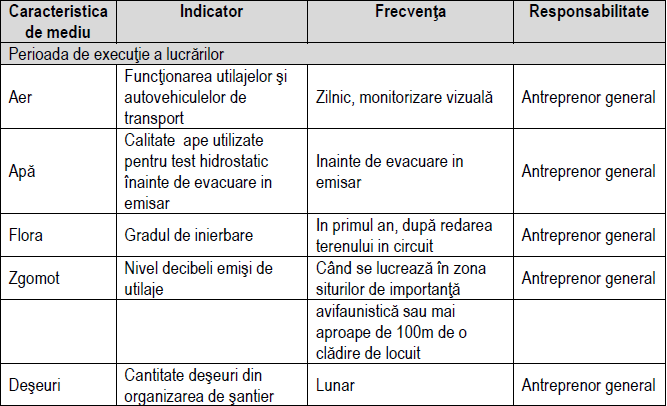 Caracteristica de mediu | Indicator | Frecvenţa | Responsabilitate
Perioada de execuţie a lucrărilor
Aer | Funcţionarea utilajelor şi autovehiculelor de transport | Zilnic, monitorizare vizuală | Antreprenor general
Apă | Calitate ape utilizate pentru test hidrostatic înainte de evacuare in emisar | Inainte de evacuare in emisar | Antreprenor general
Flora | Gradul de inierbare | In primul an, după redarea terenului in circuit | Antreprenor general
Zgomot | Nivel decibeli emişi de utilaje | Când se lucrează în zona siturilor de importanţă | Antreprenor general
avifaunistică sau mai aproape de 100m de o clădire de locuit
Deşeuri | Cantitate deşeuri din organizarea de şantier | Lunar | Antreprenor general